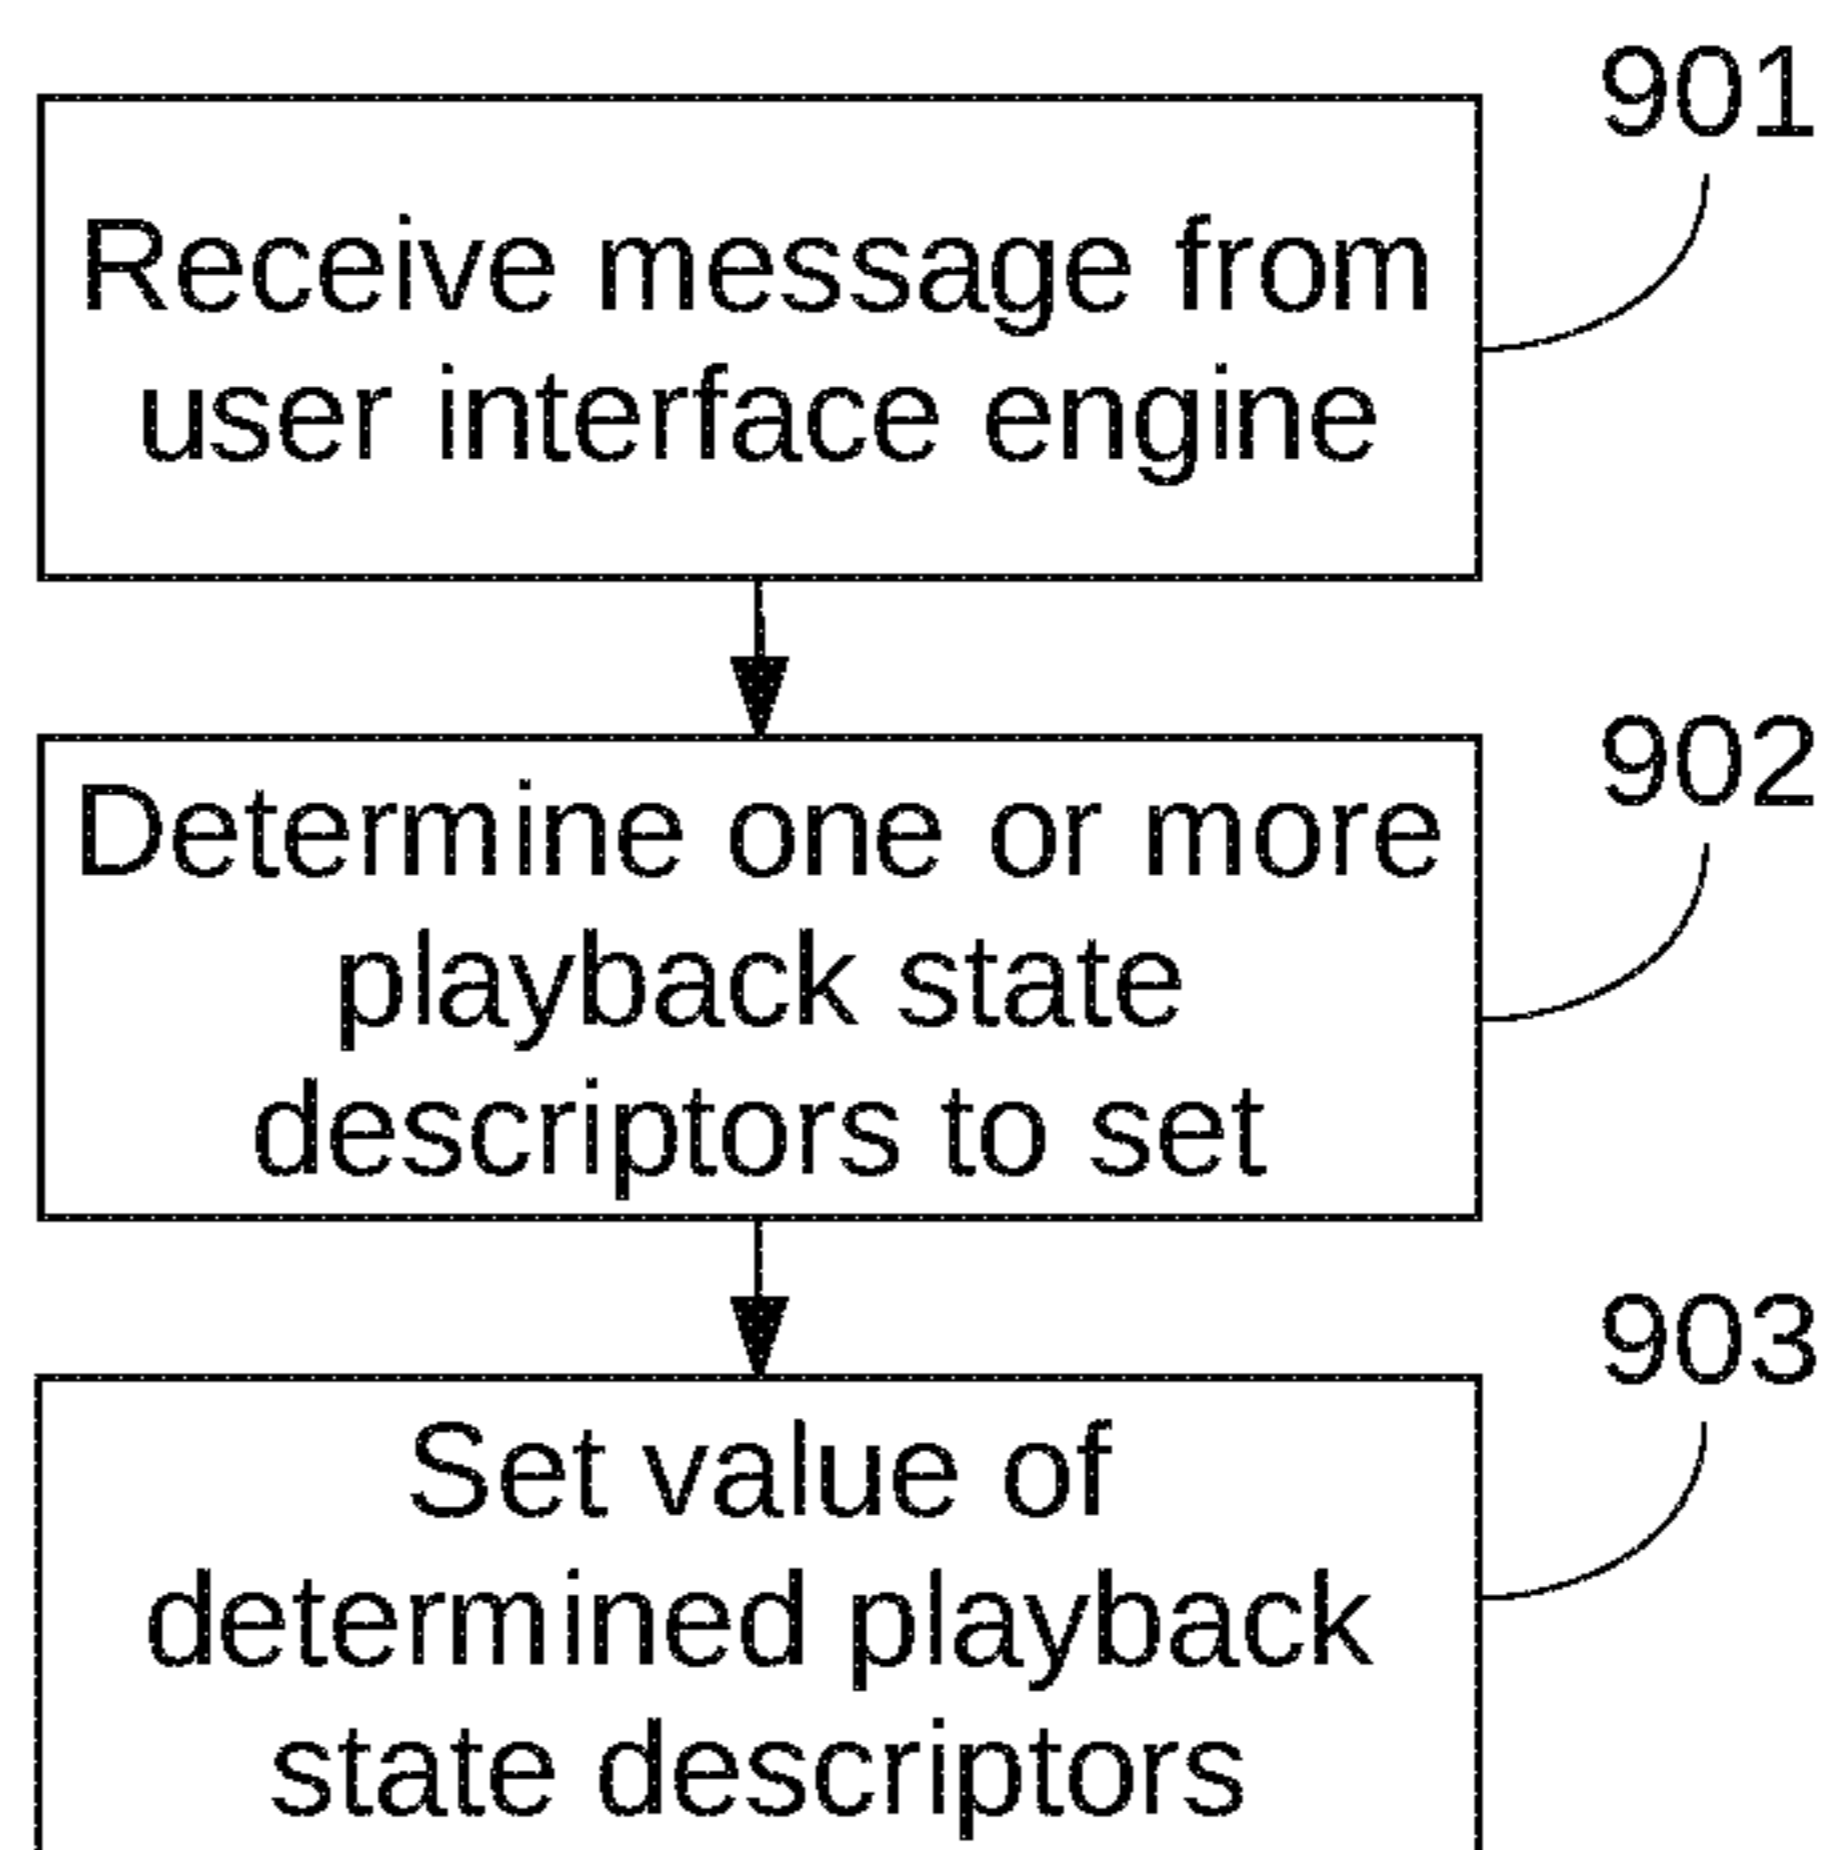 901
Receive message from
user interface engine
902
Determine one or more
playback state
descriptors to set
903
Set value of
determined playback
state descriptors